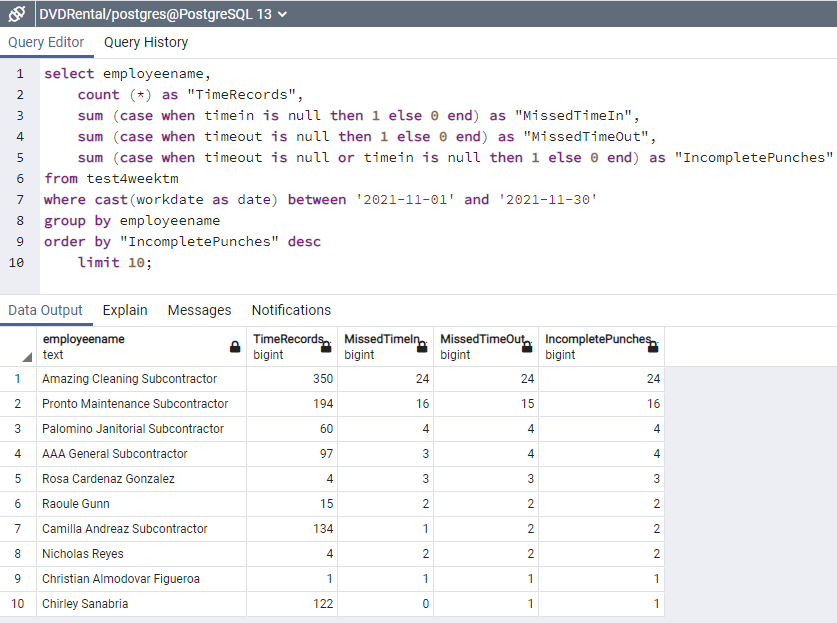 DVDRental/postgres@PostgreSQL 13
Query Editor Query History
1 select employeename,
2 count (*) as "TimeRecords",
3 sum (case when timein is null then 1 else 0 end) as "MissedTimeIn",
4 sum (case when timeout is null then 1 else 0 end) as "MissedTimeOut",
5 sum (case when timeout is null or timein is null then 1 else 0 end) as "IncompletePunches"
6 from test4weektm
7 where cast(workdate as date) between '2021-11-01' and '2021-11-30'
8 group by employeename
9 order by "IncompletePunches" desc
10 limit 10;
Data Output Explain Messages Notifications
employeename TimeRecords MissedTimeIn MissedTimeOut IncompletePunches
text bigint bigint bigint bigint
1 Amazing Cleaning Subcontractor 350 24 24 24
2 Pronto Maintenance Subcontractor 194 16 15 16
3 Palomino Janitorial Subcontractor 60 4 4 4
4 AAA General Subcontractor 97 3 4 4
5 Rosa Cardenaz Gonzalez 4 3 3 3
6 Raoule Gunn 15 2 2 2
7 Camilla Andreaz Subcontractor 134 1 2 2
8 Nicholas Reyes 4 2 2 2
9 Christian Almodovar Figueroa 1 1 1 1
10 Chirley Sanabria 122 0 1 1